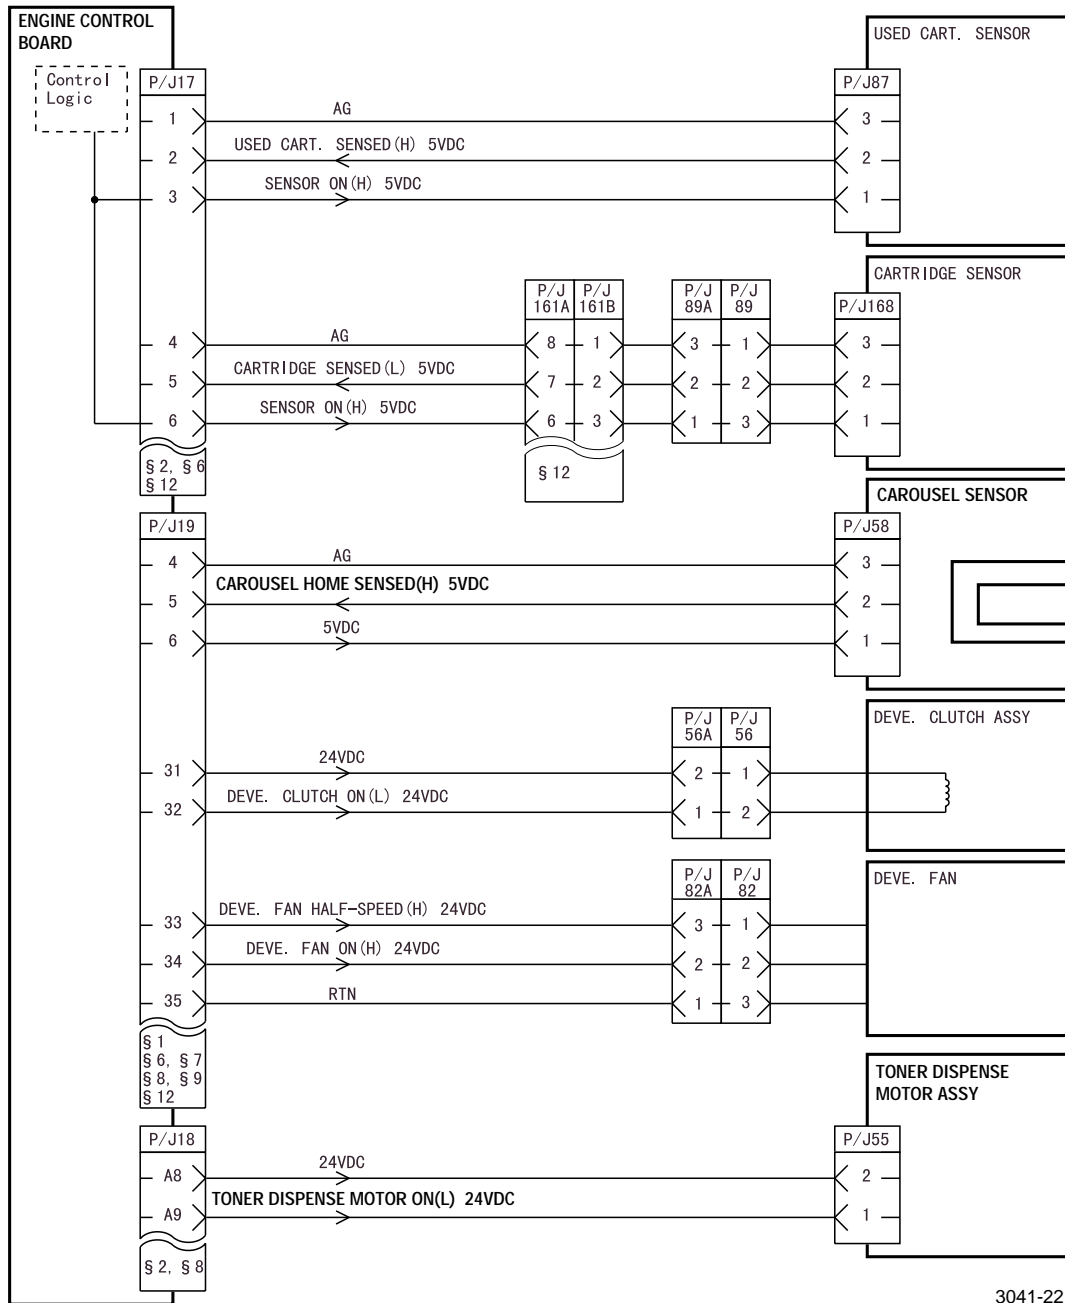 ENGINE CONTROL
BOARD
Control
Logic
P/J17
1
AG
2
USED CART. SENSED(H) 5VDC
3
SENSOR ON(H) 5VDC
P/J87
3
2
1
USED CART. SENSOR
4
AG
5
CARTRIDGE SENSED(L) 5VDC
6
SENSOR ON(H) 5VDC
§ 2, § 6
§ 12
P/J P/J
161A 161B
8 1
7 2
6 3
§ 12
P/J P/J
89A 89
3 1
2 2
1 3
P/J168
3
2
1
CARTRIDGE SENSOR
P/J19
4
AG
5
CAROUSEL HOME SENSED(H) 5VDC
6
5VDC
P/J58
3
2
1
CAROUSEL SENSOR
31
24VDC
32
DEVE. CLUTCH ON(L) 24VDC
P/J P/J
56A 56
2 1
1 2
DEVE. CLUTCH ASSY
33
DEVE. FAN HALF-SPEED(H) 24VDC
34
DEVE. FAN ON(H) 24VDC
35
RTN
P/J P/J
82A 82
3 1
2 2
1 3
DEVE. FAN
§ 1
§ 6, § 7
§ 8, § 9
§ 12
P/J18
A8
24VDC
A9
TONER DISPENSE MOTOR ON(L) 24VDC
§ 2, § 8
P/J55
2
1
TONER DISPENSE
MOTOR ASSY
3041-22